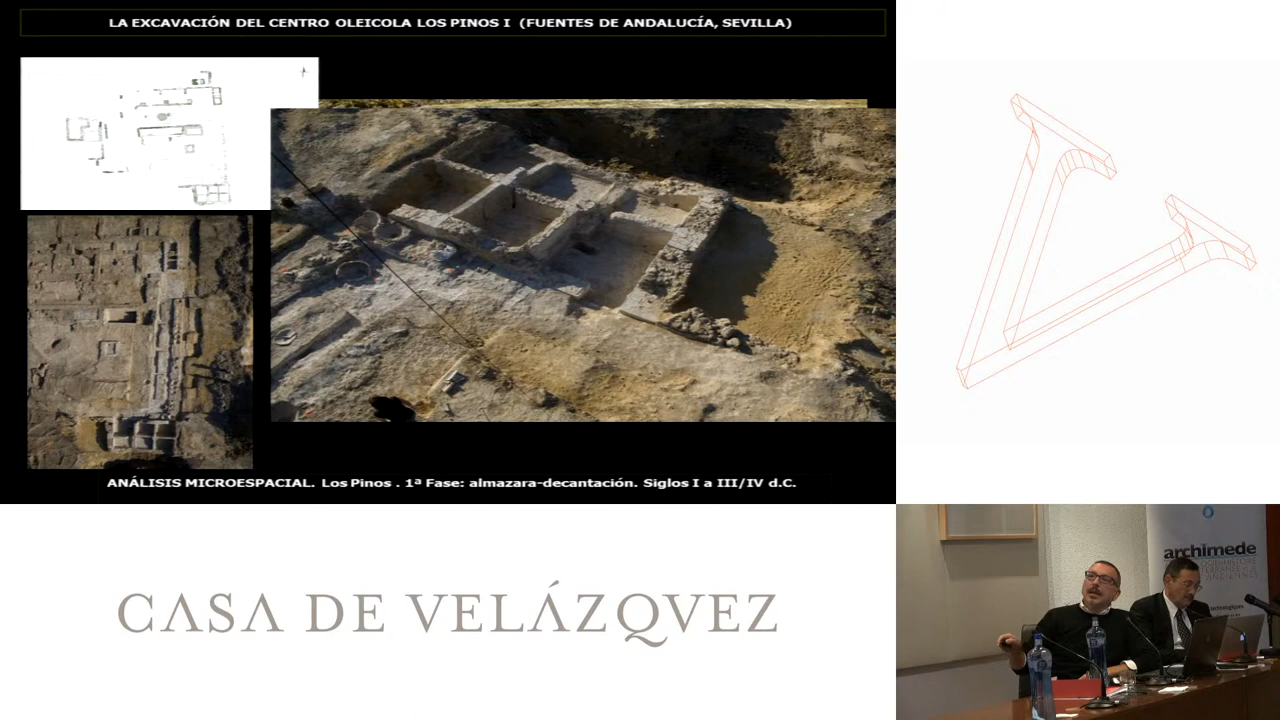 LA EXCAVACIÓN DEL CENTRO OLEICOLA LOS PINOS I (FUENTES DE ANDALUCÍA, SEVILLA)
ANÁLISIS MICROESPACIAL. Los Pinos . 1ª Fase: almazara-decantación. Siglos I a III/IV d.C.
CASA DE VELÁZQVEZ
archimede